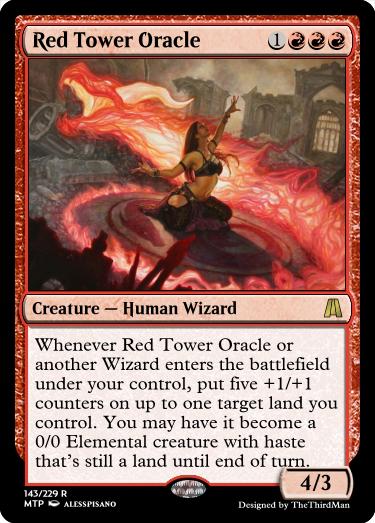 Red Tower Oracle 1
Creature — Human Wizard
Whenever Red Tower Oracle or
another Wizard enters the battlefield
under your control, put five +1/+1
counters on up to one target land you
control. You may have it become a
0/0 Elemental creature with haste
that's still a land until end of turn.
4/3
143/229 R
MTP ALESSPISANO
Designed by TheThirdMan